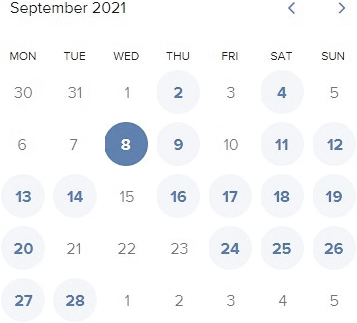 September 2021
MON TUE WED THU FRI SAT SUN
30 31 1 2 3 4 5
6 7 8 9 10 11 12
13 14 15 16 17 18 19
20 21 22 23 24 25 26
27 28 1 2 3 4 5